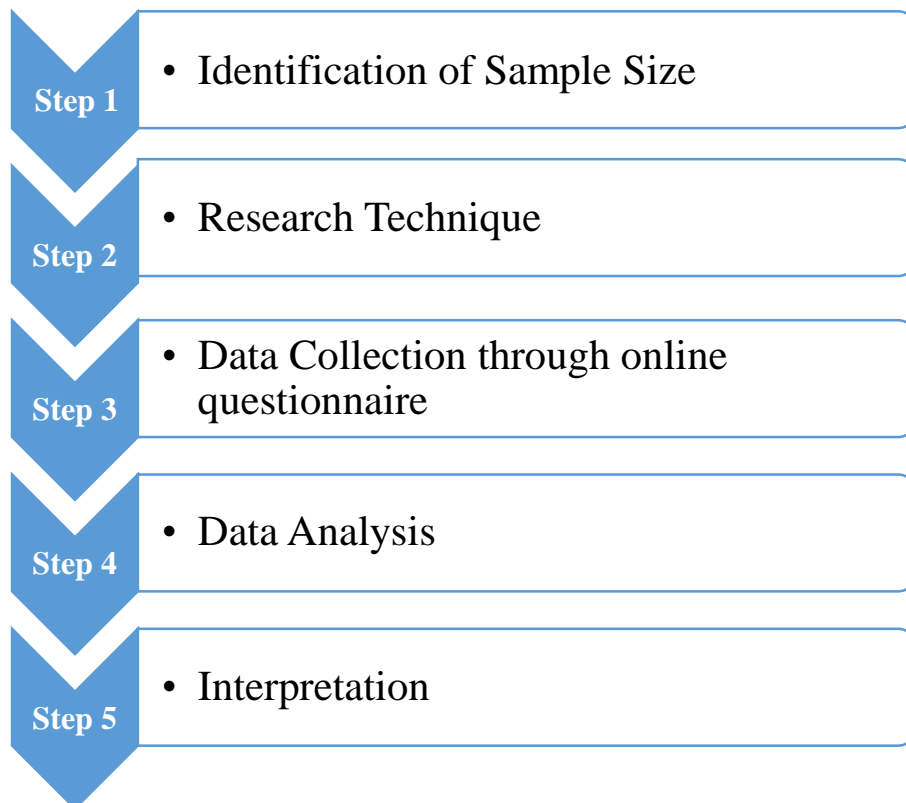 Step 1
• Identification of Sample Size
Step 2
• Research Technique
Step 3
• Data Collection through online
questionnaire
Step 4
• Data Analysis
Step 5
• Interpretation